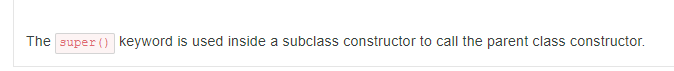 The super() keyword is used inside a subclass constructor to call the parent class constructor.